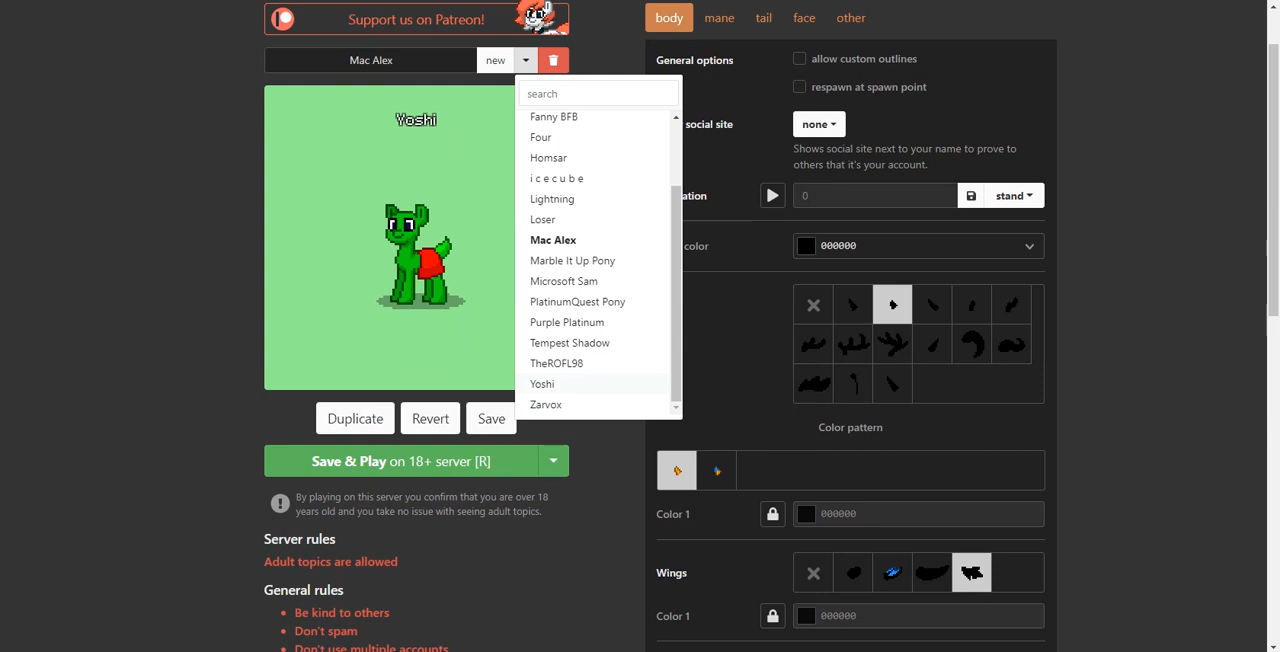 Support us on Patreon!
Mac Alex
new
search
Yoshi
Fanny BFB
Four
Homsar
i c e c u b e
Lightning
Loser
Mac Alex
Marble It Up Pony
Microsoft Sam
PlatinumQuest Pony
Purple Platinum
Tempest Shadow
TheROFL98
Yoshi
Zarvox
Duplicate
Revert
Save
Save & Play on 18+ server [R]
By playing on this server you confirm that you are over 18
years old and you take no issue with seeing adult topics.
Server rules
Adult topics are allowed
General rules
Be kind to others
Don't spam
Don't use multiple accounts
body
mane
tail
face
other
General options
allow custom outlines
respawn at spawn point
social site
none
Shows social site next to your name to prove to
others that it's your account.
ation
0
stand
color
000000
Color pattern
Color 1
000000
Wings
Color 1
000000